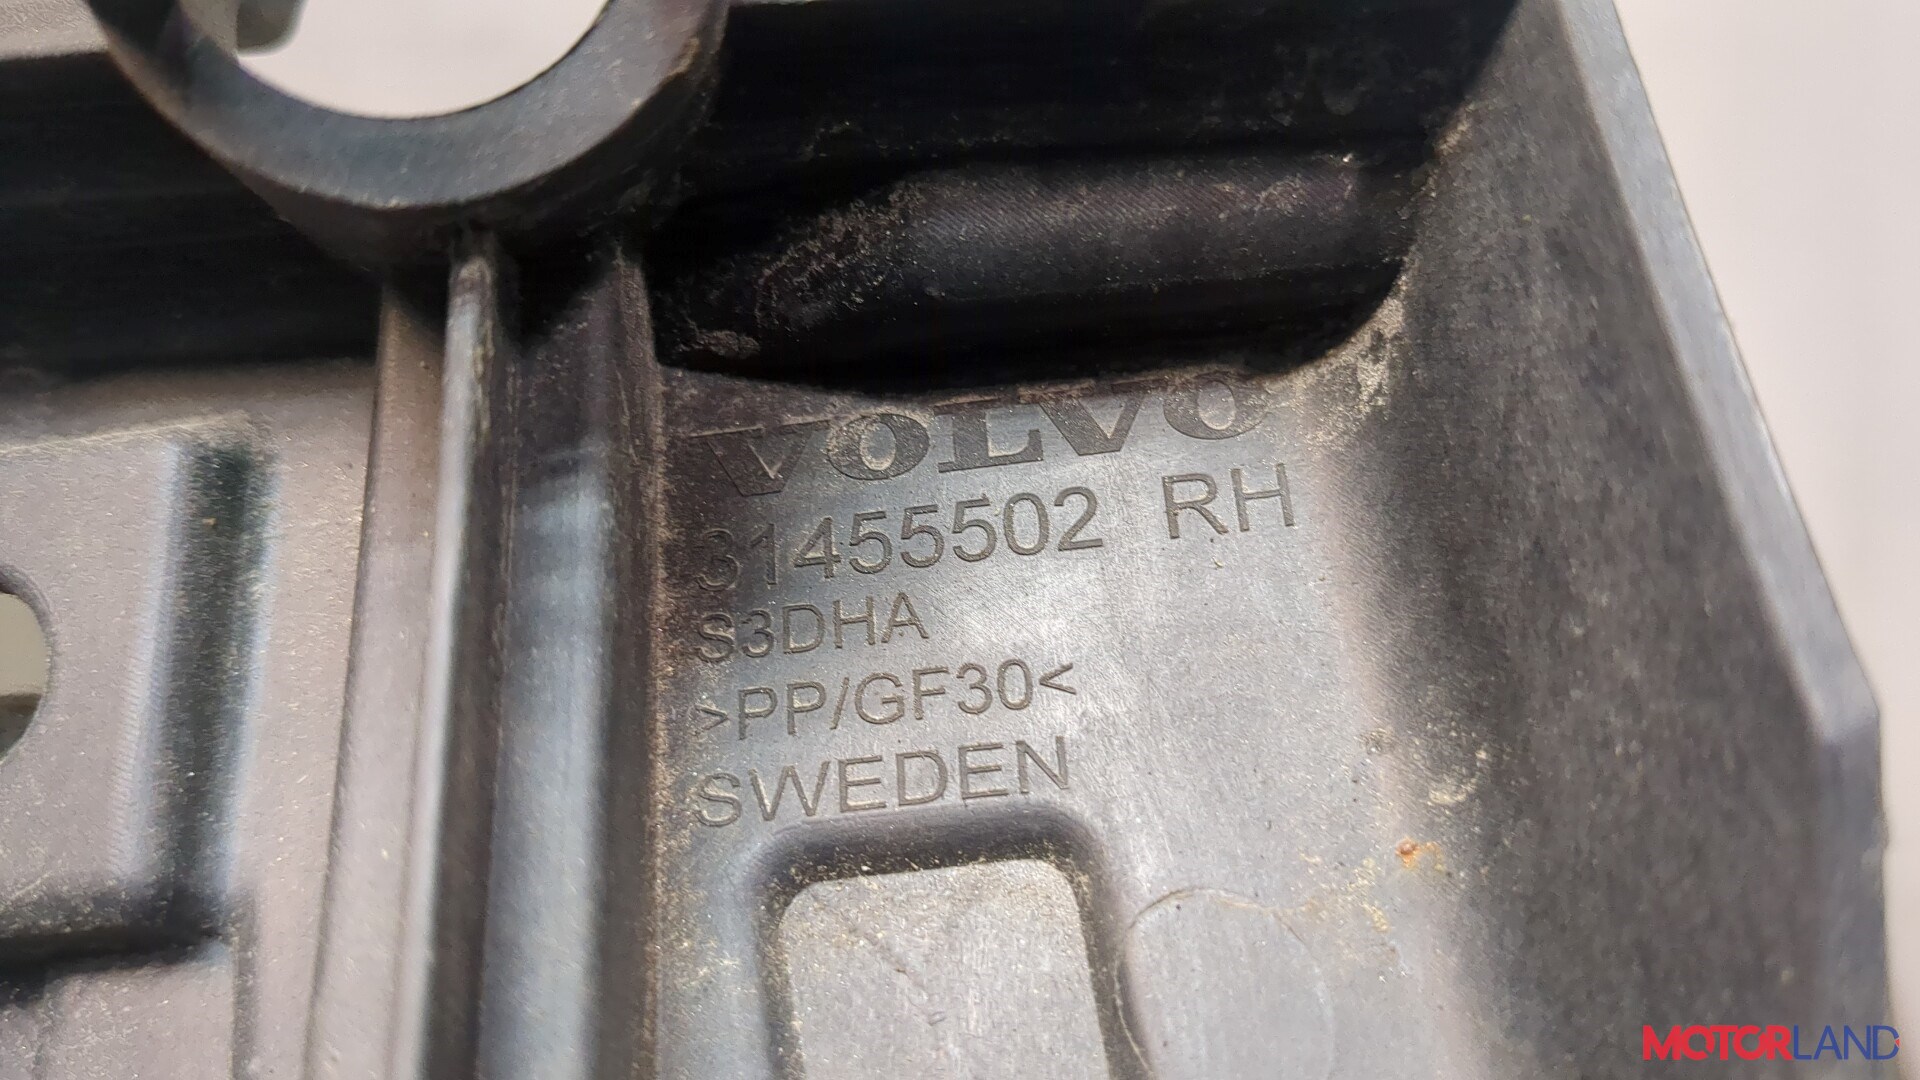 VOLVO
31455502 RH
S3DHA
>PP/GF30<
SWEDEN
MOTORLAND